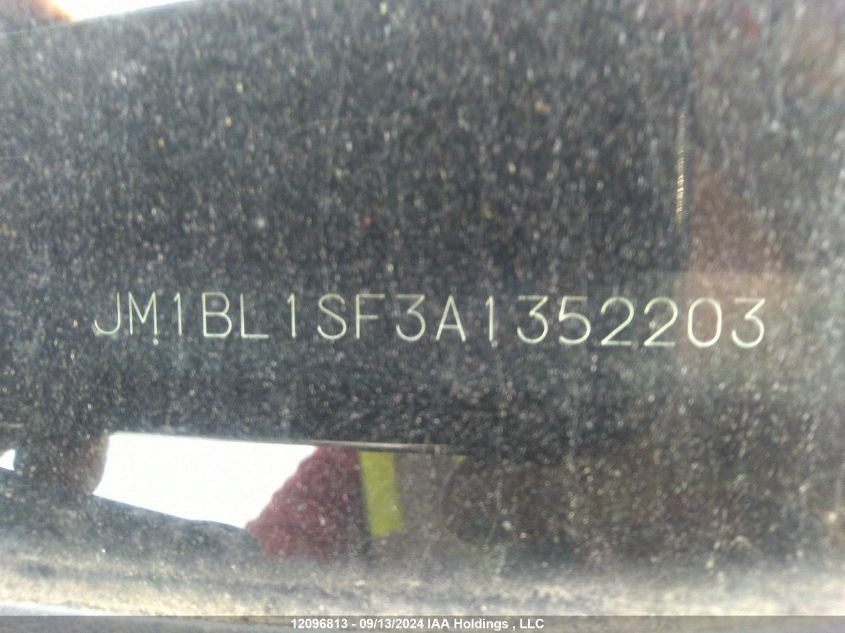 JM1BL1SF3A1352203
12096813 - 09/13/2024 IAA Holdings , LLC